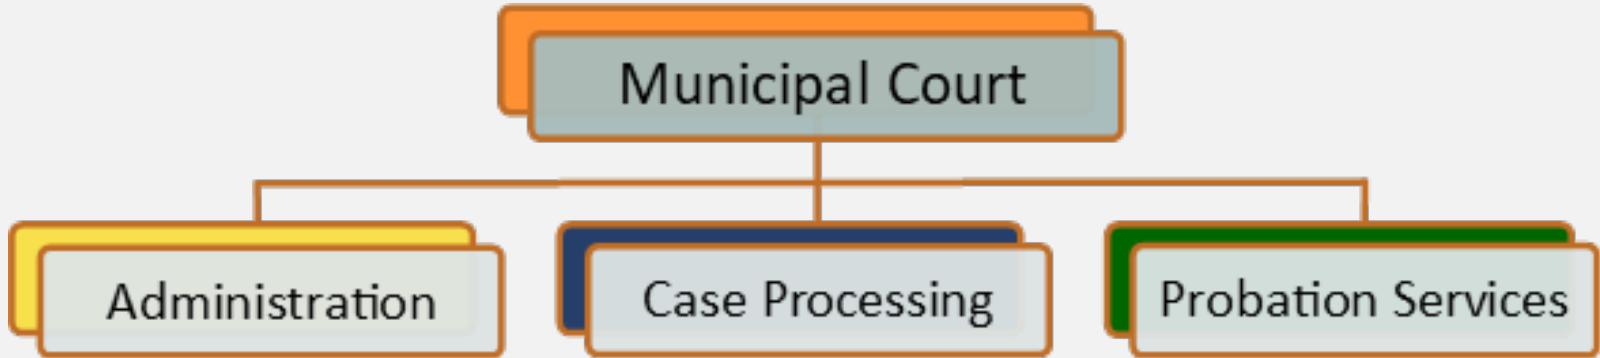 Municipal Court
Administration
Case Processing
Probation Services